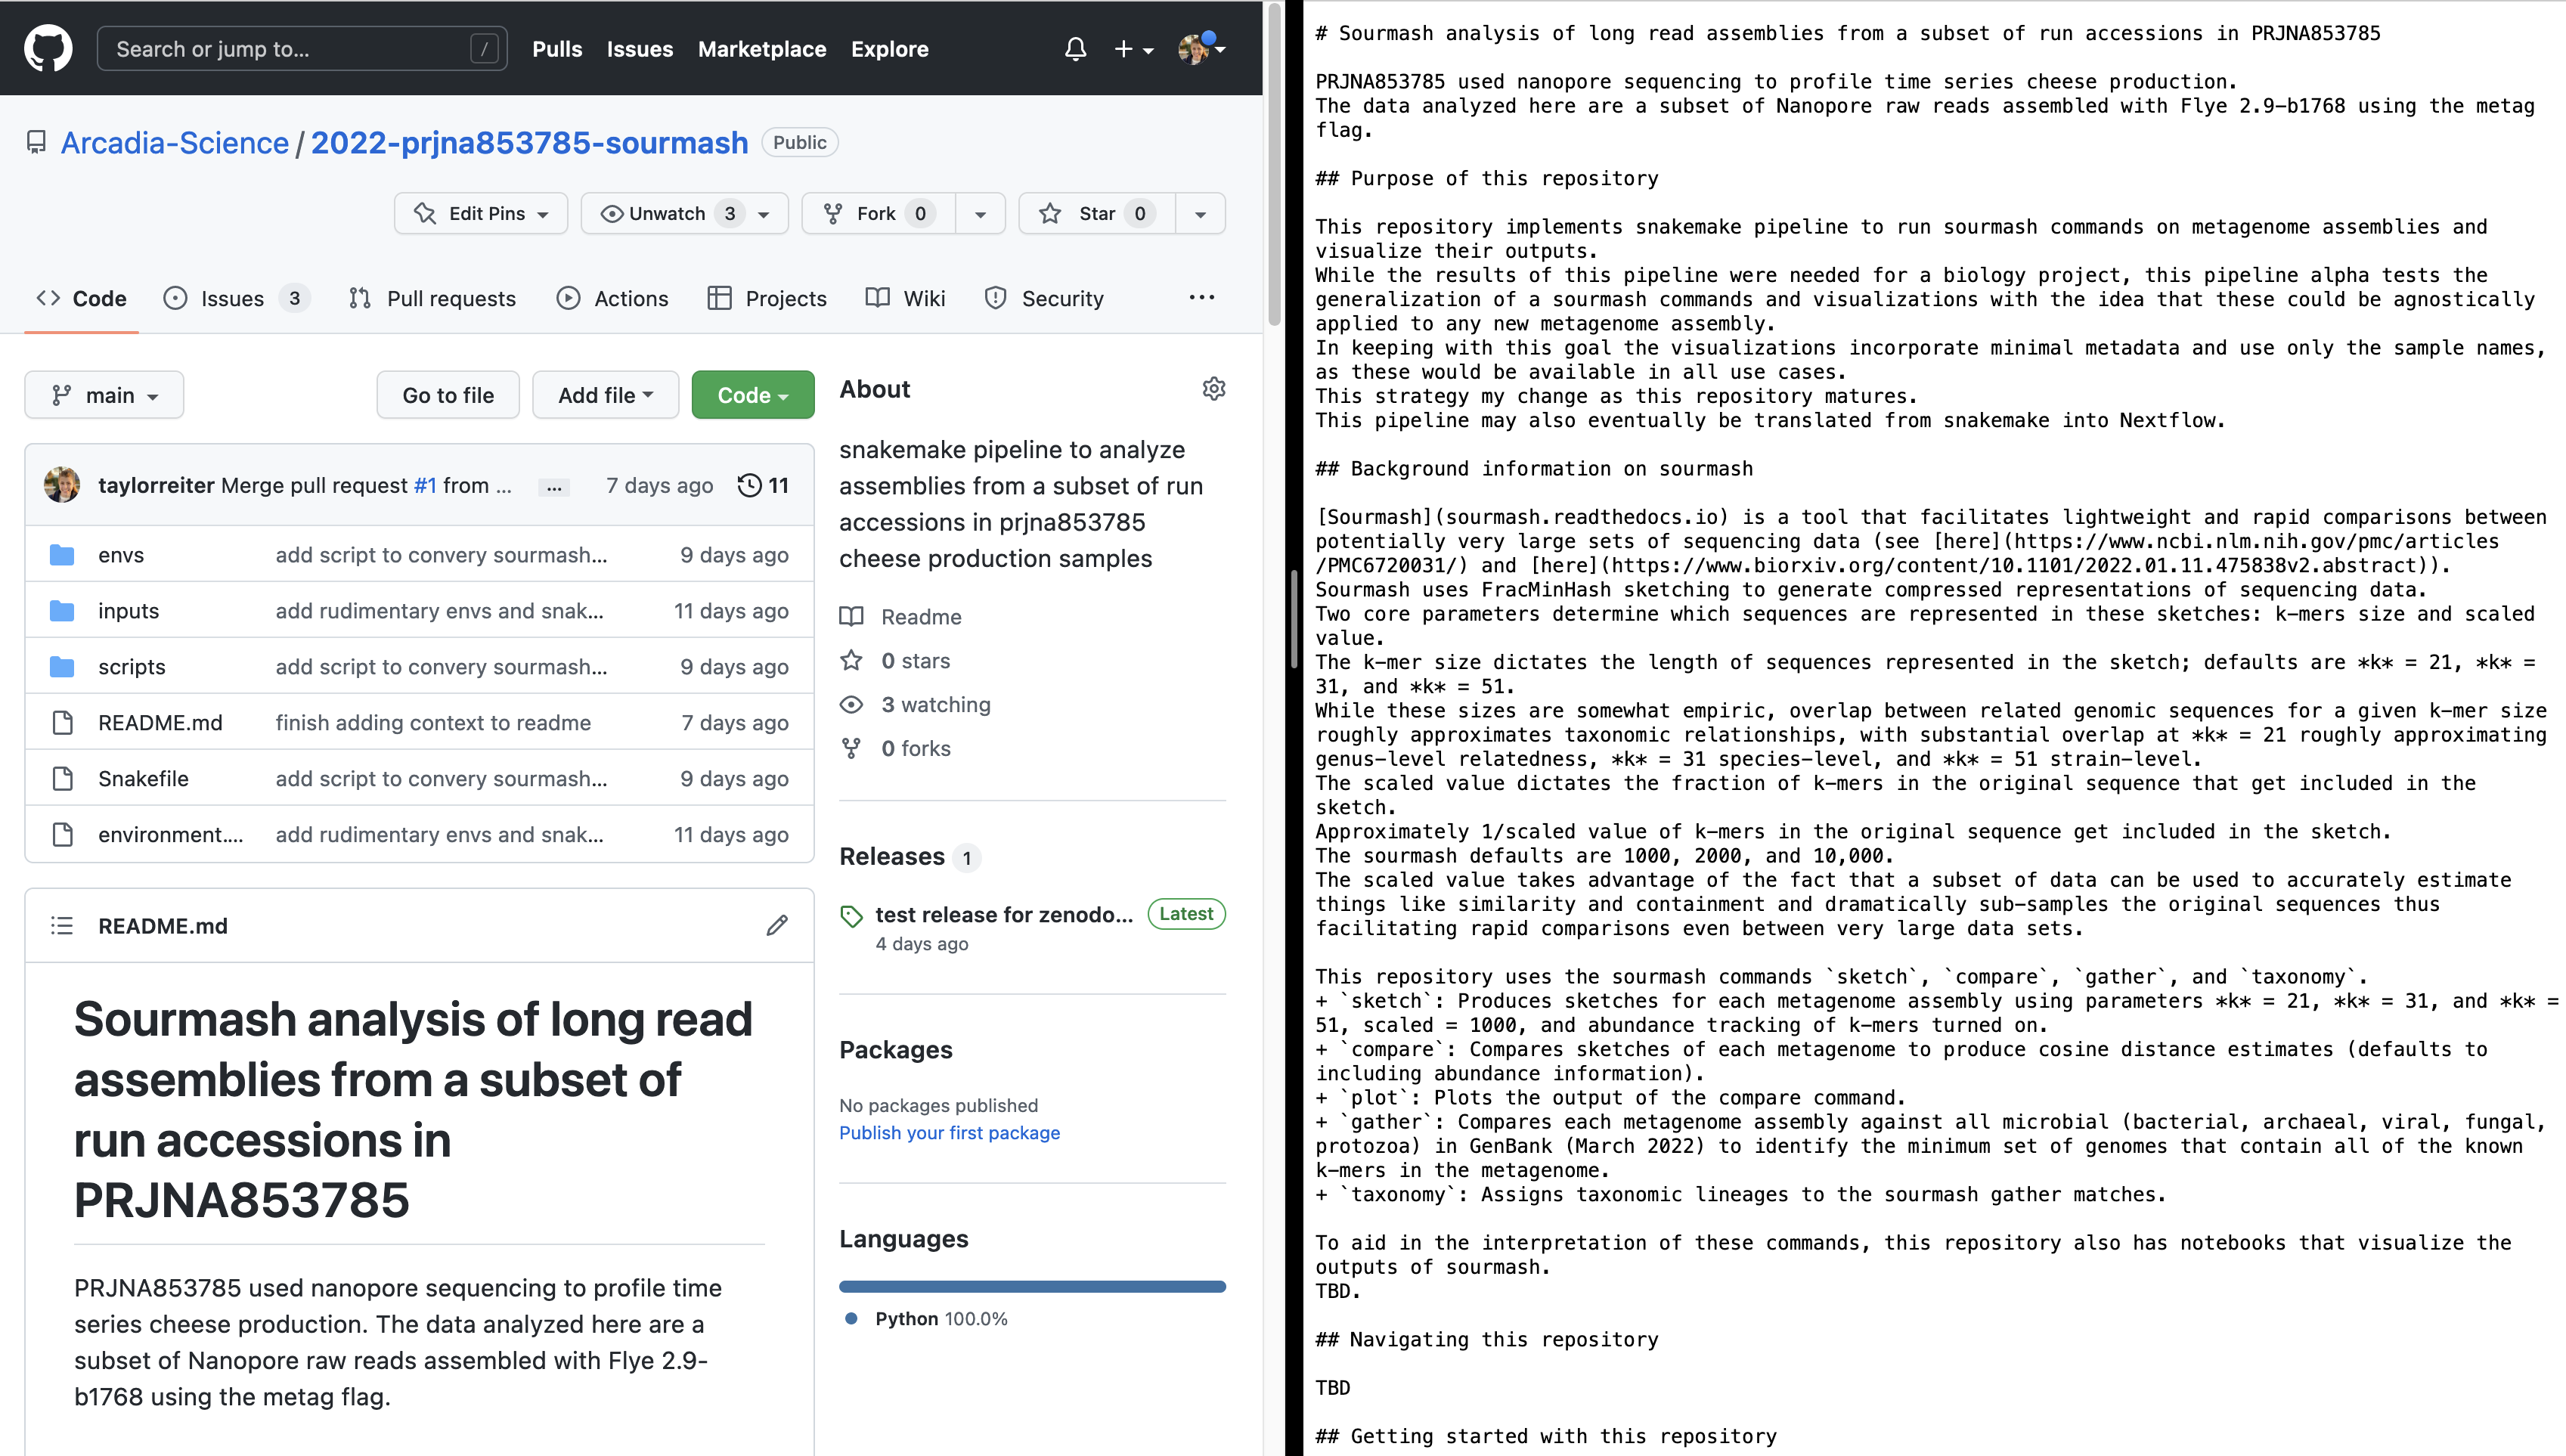 Search or jump to... /
Pulls Issues Marketplace Explore
Arcadia-Science / 2022-prjna853785-sourmash Public
Edit Pins Unwatch 3 Fork 0 Star 0
Code Issues 3 Pull requests Actions Projects Wiki Security ...
main Go to file Add file Code
taylorreiter Merge pull request #1 from ... ... 7 days ago 11
envs add script to convery sourmash... 9 days ago
inputs add rudimentary envs and snak... 11 days ago
scripts add script to convery sourmash... 9 days ago
README.md finish adding context to readme 7 days ago
Snakefile add script to convery sourmash... 9 days ago
environment.... add rudimentary envs and snak... 11 days ago
README.md
Sourmash analysis of long read
assemblies from a subset of
run accessions in
PRJNA853785
PRJNA853785 used nanopore sequencing to profile time
series cheese production. The data analyzed here are a
subset of Nanopore raw reads assembled with Flye 2.9-
b1768 using the metag flag.
About
snakemake pipeline to analyze
assemblies from a subset of run
accessions in prjna853785
cheese production samples
Readme
0 stars
3 watching
0 forks
Releases 1
test release for zenodo... Latest
4 days ago
Packages
No packages published
Publish your first package
Languages
Python 100.0%
# Sourmash analysis of long read assemblies from a subset of run accessions in PRJNA853785
PRJNA853785 used nanopore sequencing to profile time series cheese production.
The data analyzed here are a subset of Nanopore raw reads assembled with Flye 2.9-b1768 using the metag
flag.
## Purpose of this repository
This repository implements snakemake pipeline to run sourmash commands on metagenome assemblies and
visualize their outputs.
While the results of this pipeline were needed for a biology project, this pipeline alpha tests the
generalization of a sourmash commands and visualizations with the idea that these could be agnostically
applied to any new metagenome assembly.
In keeping with this goal the visualizations incorporate minimal metadata and use only the sample names,
as these would be available in all use cases.
This strategy my change as this repository matures.
This pipeline may also eventually be translated from snakemake into Nextflow.
## Background information on sourmash
[Sourmash](sourmash.readthedocs.io) is a tool that facilitates lightweight and rapid comparisons between
potentially very large sets of sequencing data (see [here](https://www.ncbi.nlm.nih.gov/pmc/articles
/PMC6720031/) and [here](https://www.biorxiv.org/content/10.1101/2022.01.11.475838v2.abstract)).
Sourmash uses FracMinHash sketching to generate compressed representations of sequencing data.
Two core parameters determine which sequences are represented in these sketches: k-mers size and scaled
value.
The k-mer size dictates the length of sequences represented in the sketch; defaults are *k* = 21, *k* =
31, and *k* = 51.
While these sizes are somewhat empiric, overlap between related genomic sequences for a given k-mer size
roughly approximates taxonomic relationships, with substantial overlap at *k* = 21 roughly approximating
genus-level relatedness, *k* = 31 species-level, and *k* = 51 strain-level.
The scaled value dictates the fraction of k-mers in the original sequence that get included in the
sketch.
Approximately 1/scaled value of k-mers in the original sequence get included in the sketch.
The sourmash defaults are 1000, 2000, and 10,000.
The scaled value takes advantage of the fact that a subset of data can be used to accurately estimate
things like similarity and containment and dramatically sub-samples the original sequences thus
facilitating rapid comparisons even between very large data sets.
This repository uses the sourmash commands `sketch`, `compare`, `gather`, and `taxonomy`.
+ `sketch`: Produces sketches for each metagenome assembly using parameters *k* = 21, *k* = 31, and *k* =
51, scaled = 1000, and abundance tracking of k-mers turned on.
+ `compare`: Compares sketches of each metagenome to produce cosine distance estimates (defaults to
including abundance information).
+ `plot`: Plots the output of the compare command.
+ `gather`: Compares each metagenome assembly against all microbial (bacterial, archaeal, viral, fungal,
protozoa) in GenBank (March 2022) to identify the minimum set of genomes that contain all of the known
k-mers in the metagenome.
+ `taxonomy`: Assigns taxonomic lineages to the sourmash gather matches.
To aid in the interpretation of these commands, this repository also has notebooks that visualize the
outputs of sourmash.
TBD.
## Navigating this repository
TBD
## Getting started with this repository